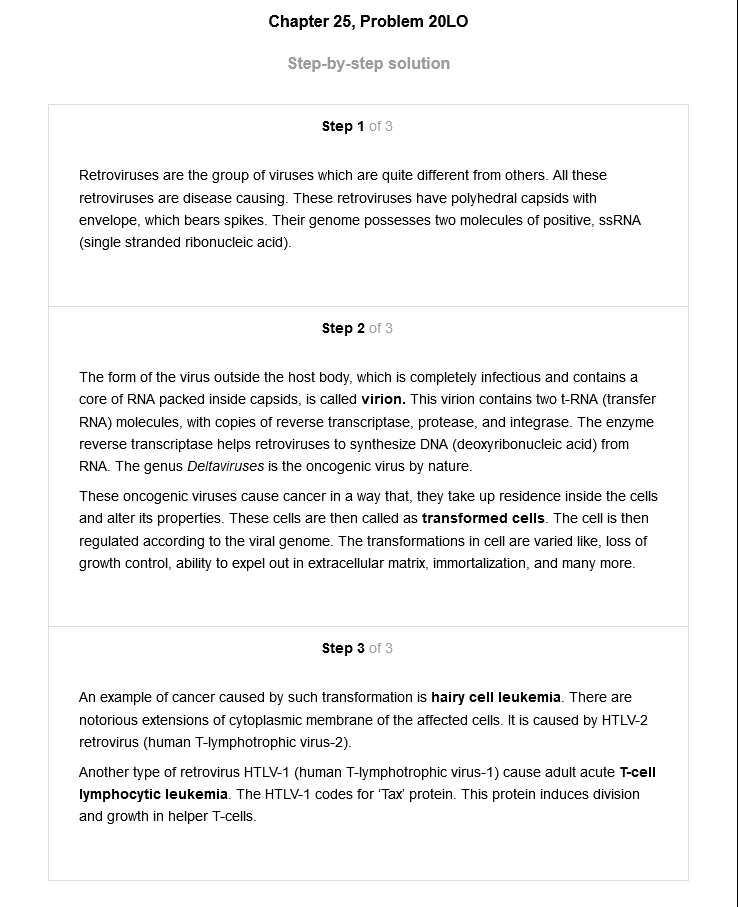 Chapter 25, Problem 20LO
Step-by-step solution
Step 1 of 3
Retroviruses are the group of viruses which are quite different from others. All these
retroviruses are disease causing. These retroviruses have polyhedral capsids with
envelope, which bears spikes. Their genome possesses two molecules of positive, ssRNA
(single stranded ribonucleic acid).
Step 2 of 3
The form of the virus outside the host body, which is completely infectious and contains a
core of RNA packed inside capsids, is called virion. This virion contains two t-RNA (transfer
RNA) molecules, with copies of reverse transcriptase, protease, and integrase. The enzyme
reverse transcriptase helps retroviruses to synthesize DNA (deoxyribonucleic acid) from
RNA. The genus Deltaviruses is the oncogenic virus by nature.
These oncogenic viruses cause cancer in a way that, they take up residence inside the cells
and alter its properties. These cells are then called as transformed cells. The cell is then
regulated according to the viral genome. The transformations in cell are varied like, loss of
growth control, ability to expel out in extracellular matrix, immortalization, and many more.
Step 3 of 3
An example of cancer caused by such transformation is hairy cell leukemia. There are
notorious extensions of cytoplasmic membrane of the affected cells. It is caused by HTLV-2
retrovirus (human T-lymphotrophic virus-2).
Another type of retrovirus HTLV-1 (human T-lymphotrophic virus-1) cause adult acute T-cell
lymphocytic leukemia. The HTLV-1 codes for ‘Tax’ protein. This protein induces division
and growth in helper T-cells.